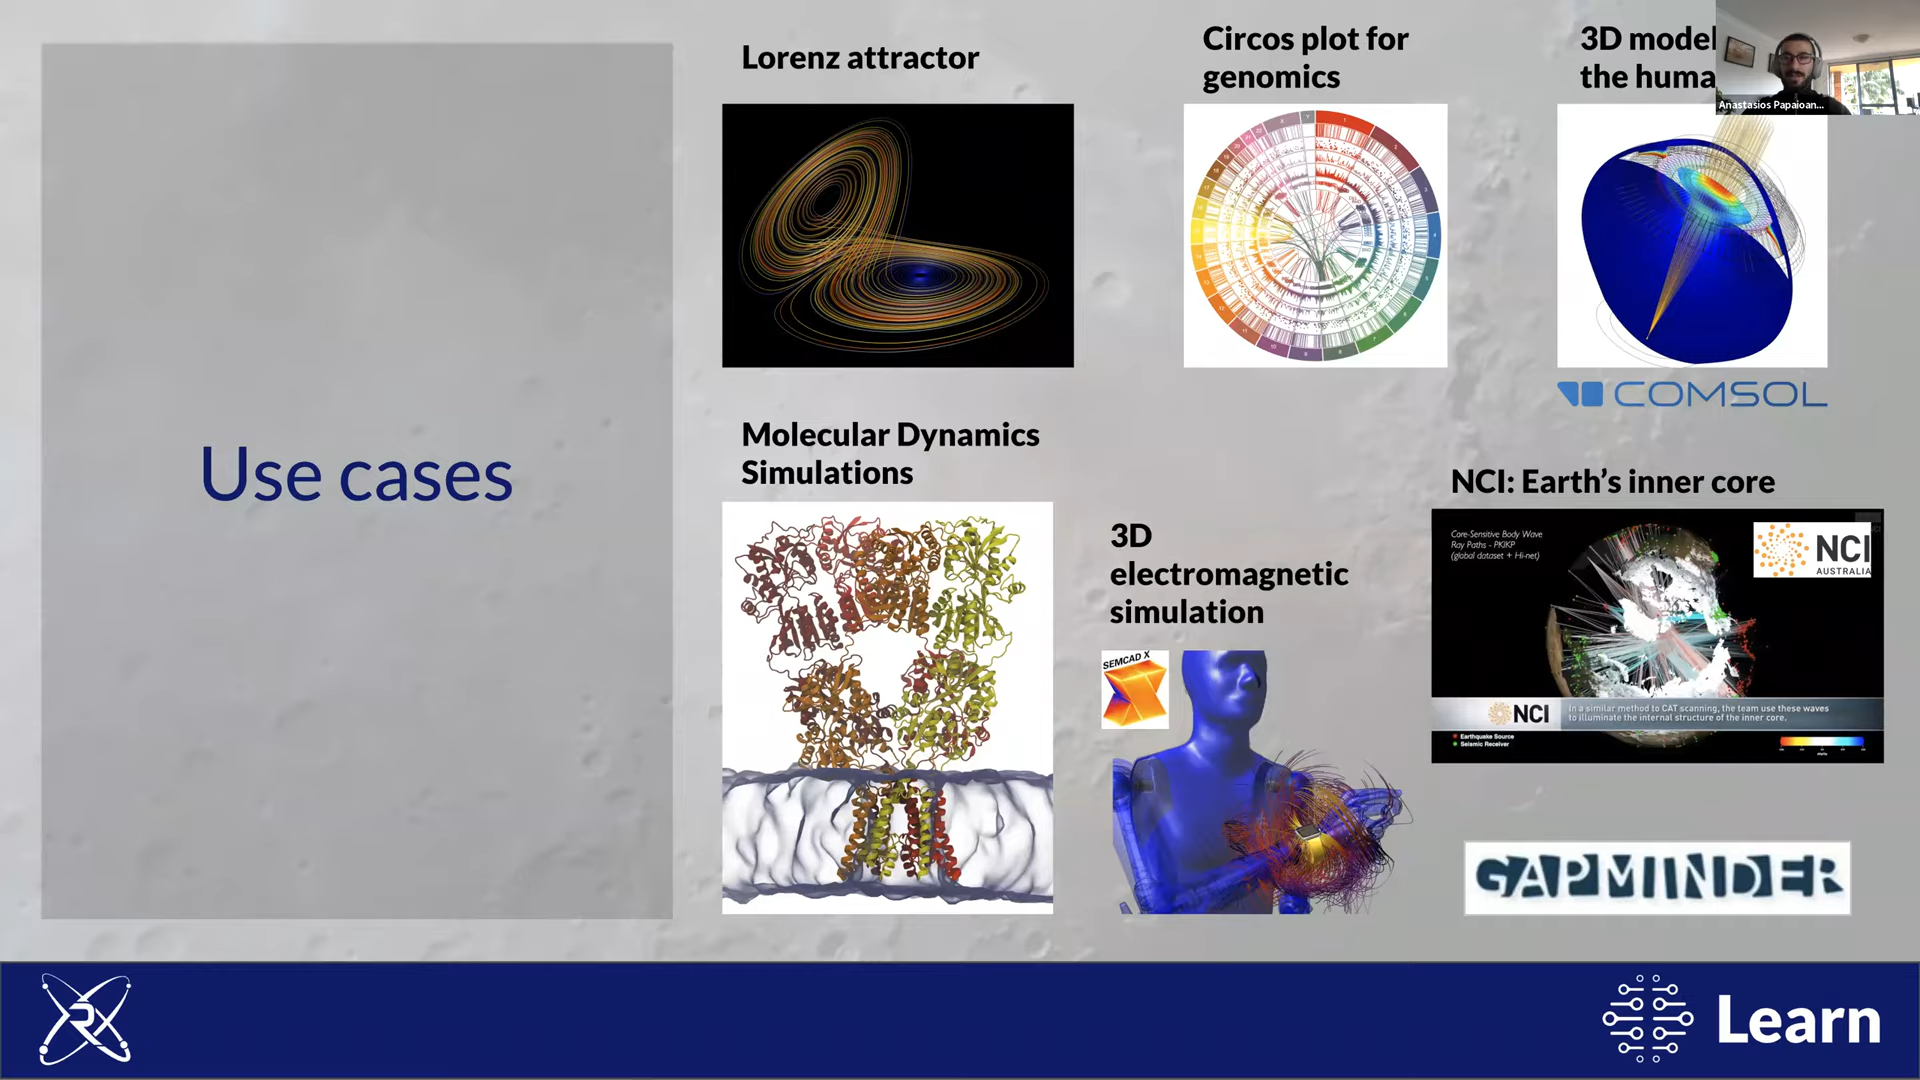 Use cases
Lorenz attractor
Circos plot for
genomics
3D model
the huma
Anastasios Papaioan...
COMSOL
Molecular Dynamics
Simulations
3D
electromagnetic
simulation
SEMCAD X
NCI: Earth's inner core
Core-Sensitive Body Wave
Ray Paths - PKIKP
(global dataset + Hi-net)
NCI
AUSTRALIA
NCI
In a similar method to CAT scanning, the team use these waves
to illuminate the internal structure of the inner core.
Earthquake Source
Seismic Receiver
GAPMINDER
R
Learn